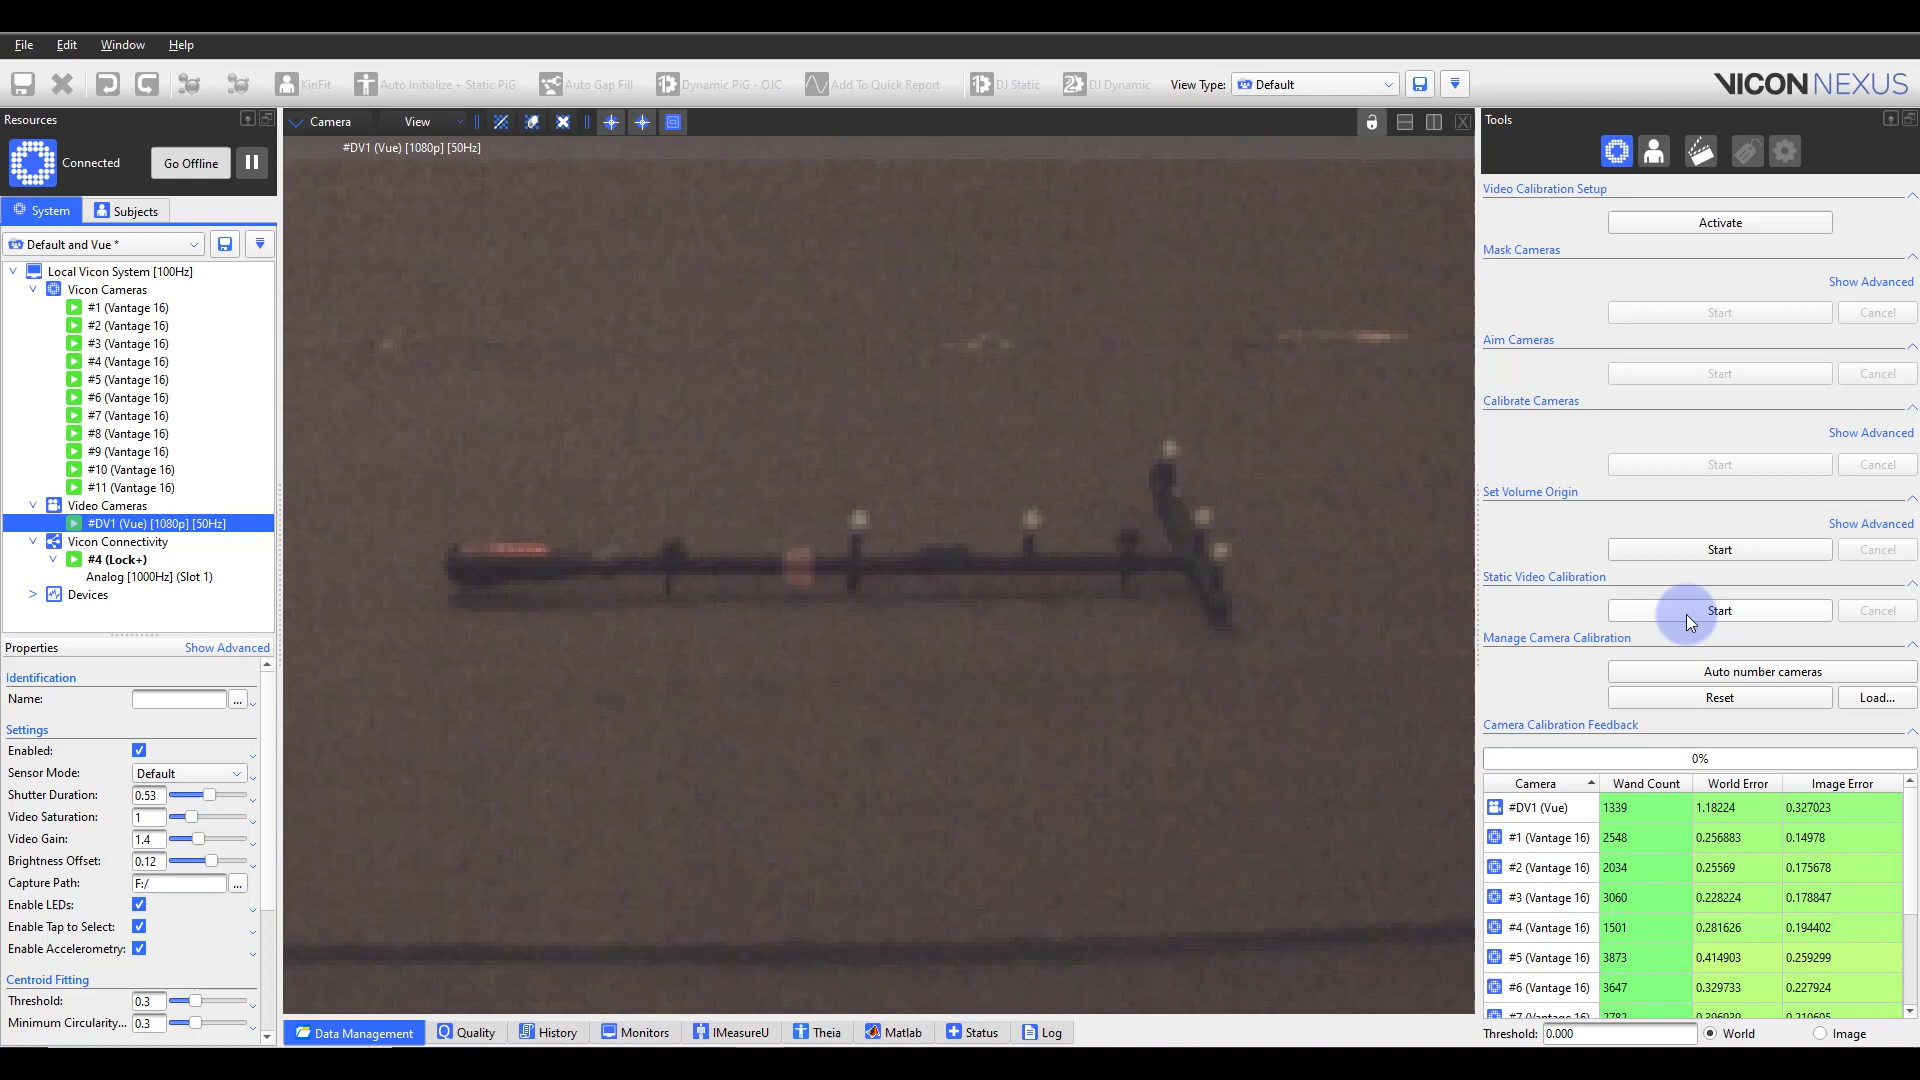 File Edit Window Help
KinFit Auto Initialize + Static PiG Auto Gap Fill Dynamic PiG - OJC Add To Quick Report DJ Static DJ Dynamic View Type: Default VICON NEXUS
Resources
Connected Go Offline
System Subjects
Default and Vue *
Local Vicon System [100Hz]
Vicon Cameras
#1 (Vantage 16)
#2 (Vantage 16)
#3 (Vantage 16)
#4 (Vantage 16)
#5 (Vantage 16)
#6 (Vantage 16)
#7 (Vantage 16)
#8 (Vantage 16)
#9 (Vantage 16)
#10 (Vantage 16)
#11 (Vantage 16)
Video Cameras
#DV1 (Vue) [1080p] [50Hz]
Vicon Connectivity
#4 (Lock+)
Analog [1000Hz] (Slot 1)
Devices
Properties Show Advanced
Identification
Name: ...
Settings
Enabled:
Sensor Mode: Default
Shutter Duration: 0.53
Video Saturation: 1
Video Gain: 1.4
Brightness Offset: 0.12
Capture Path: F:/ ...
Enable LEDs:
Enable Tap to Select:
Enable Accelerometry:
Centroid Fitting
Threshold: 0.3
Minimum Circularity... 0.3
Camera View
#DV1 (Vue) [1080p] [50Hz]
Data Management Quality History Monitors IMeasureU Theia Matlab Status Log
Tools
Video Calibration Setup
Activate
Mask Cameras
Show Advanced
Start Cancel
Aim Cameras
Start Cancel
Calibrate Cameras
Show Advanced
Start Cancel
Set Volume Origin
Show Advanced
Start Cancel
Static Video Calibration
Start Cancel
Manage Camera Calibration
Auto number cameras
Reset Load...
Camera Calibration Feedback
0%
Camera Wand Count World Error Image Error
#DV1 (Vue) 1339 1.18224 0.327023
#1 (Vantage 16) 2548 0.256883 0.14978
#2 (Vantage 16) 2034 0.25569 0.175678
#3 (Vantage 16) 3060 0.228224 0.178847
#4 (Vantage 16) 1501 0.281626 0.194402
#5 (Vantage 16) 3873 0.414903 0.259299
#6 (Vantage 16) 3647 0.329733 0.227924
#7 (Vantage 16) 2782
Threshold: 0.000 World Image